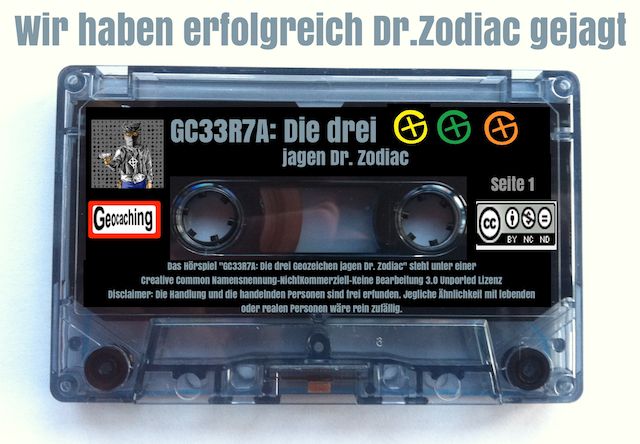 Wir haben erfolgreich Dr.Zodiac gejagt
GC33R7A: Die drei
jagen Dr. Zodiac
Seite 1
Geocaching
cc
BY NC ND
Das Hörspiel "GC33R7A: Die drei Geozeichen jagen Dr. Zodiac" steht unter einer
Creative Common Namensnennung-NichtKommerziell-Keine Bearbeitung 3.0 Unported Lizenz
Disclaimer: Die Handlung und die handelnden Personen sind frei erfunden. Jegliche Ähnlichkeit mit lebenden
oder realen Personen wäre rein zufällig.
6